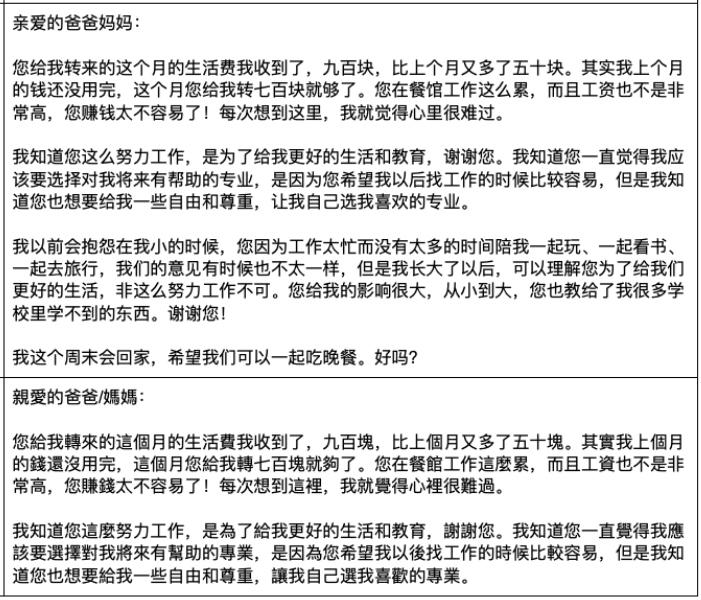 亲爱的爸爸妈妈：
您给我转来的这个月的生活费我收到了，九百块，比上个月又多了五十块。其实我上个月
的钱还没用完，这个月您给我转七百块就够了。您在餐馆工作这么累，而且工资也不是非
常高，您赚钱太不容易了！每次想到这里，我就觉得心里很难过。
我知道您这么努力工作，是为了给我更好的生活和教育，谢谢您。我知道您一直觉得我应
该要选择对我将来有帮助的专业，是因为您希望我以后找工作的时候比较容易，但是我知
道您也想要给我一些自由和尊重，让我自己选我喜欢的专业。
我以前会抱怨在我小的时候，您因为工作太忙而没有太多的时间陪我一起玩、一起看书、
一起去旅行，我们的意见有时候也不太一样，但是我长大了以后，可以理解您为了给我们
更好的生活，非这么努力工作不可。您给我的影响很大，从小到大，您也教给了我很多学
校里学不到的东西。谢谢您！
我这个周末会回家，希望我们可以一起吃晚餐。好吗？
親愛的爸爸/媽媽：
您給我轉來的這個月的生活費我收到了，九百塊，比上個月又多了五十塊。其實我上個月
的錢還沒用完，這個月您給我轉七百塊就夠了。您在餐館工作這麼累，而且工資也不是非
常高，您賺錢太不容易了！每次想到這裡，我就覺得心裡很難過。
我知道您這麼努力工作，是為了給我更好的生活和教育，謝謝您。我知道您一直覺得我應
該要選擇對我將來有幫助的專業，是因為您希望我以後找工作的時候比較容易，但是我知
道您也想要給我一些自由和尊重，讓我自己選我喜歡的專業。